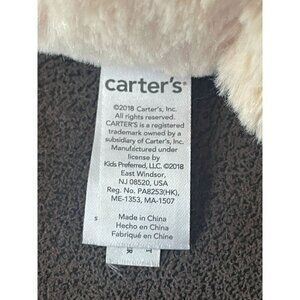 carter's®
©2018 Carter's, Inc.
All rights reserved.
CARTER'S is a registered
trademark owned by a
subsidiary of Carter's, Inc.
Manufactured under
license by
Kids Preferred, LLC. ©2018
East Windsor,
NJ 08520, USA
Reg. No. PA8253(HK),
ME-1353, MA-1507
Made in China
Hecho en China
Fabriqué en Chine